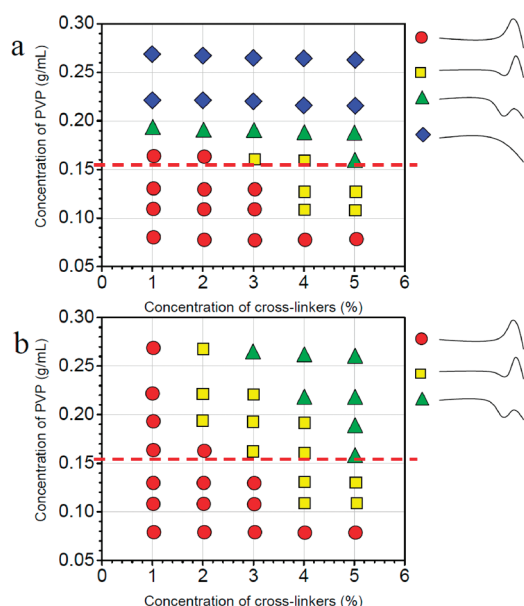 a
Concentration of PVP (g/mL)
0.30
0.25
0.20
0.15
0.10
0.05
0 1 2 3 4 5 6
Concentration of cross-linkers (%)
b
Concentration of PVP (g/mL)
0.30
0.25
0.20
0.15
0.10
0.05
0 1 2 3 4 5 6
Concentration of cross-linkers (%)